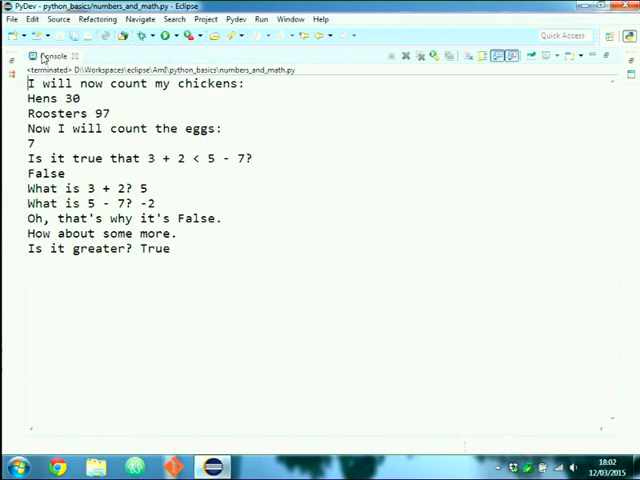 PyDev - python_basics/numbers_and_math.py - Eclipse
File Edit Source Refactoring Navigate Search Project Pydev Run Window Help
Quick Access
Console
<terminated> D:\Workspaces\eclipse\AmI\python_basics\numbers_and_math.py
I will now count my chickens:
Hens 30
Roosters 97
Now I will count the eggs:
7
Is it true that 3 + 2 < 5 - 7?
False
What is 3 + 2? 5
What is 5 - 7? -2
Oh, that's why it's False.
How about some more.
Is it greater? True
18:02
12/03/2015